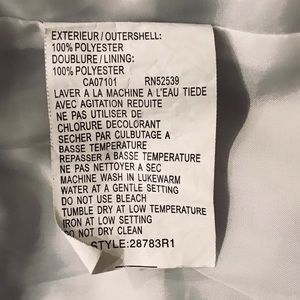 EXTERIEUR/OUTERSHELL:
100% POLYESTER
DOUBLURE/LINING:
100% POLYESTER
CA07101 RN52539
LAVER A LA MACHINE A L'EAU TIEDE
AVEC AGITATION REDUITE
NE PAS UTILISER DE
CHLORURE DECOLORANT
SECHER PAR CULBUTAGE A
BASSE TEMPERATURE
REPASSER A BASSE TEMPERATURE
NE PAS NETTOYER A SEC
MACHINE WASH IN LUKEWARM
WATER AT A GENTLE SETTING
DO NOT USE BLEACH
TUMBLE DRY AT LOW TEMPERATURE
IRON AT LOW SETTING
DO NOT DRY CLEAN
STYLE:28783R1